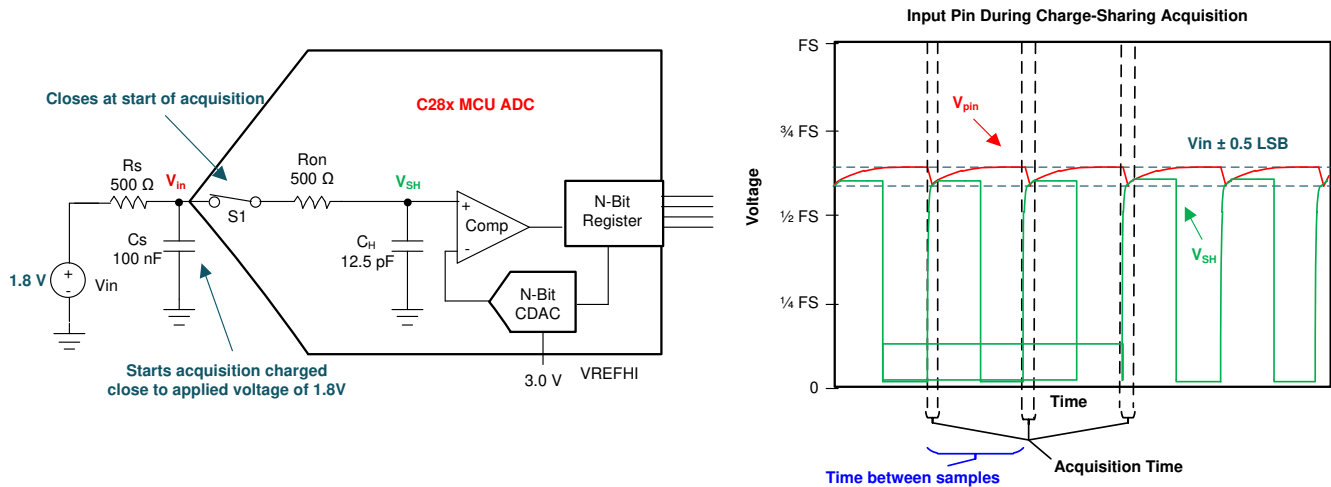 Closes at start of acquisition
C28x MCU ADC
Rs
500 Ω
Vin
Ron
500 Ω
VSH
S1
+
Comp
-
N-Bit
Register
Cs
100 nF
CH
12.5 pF
1.8 V
+
-
Vin
N-Bit
CDAC
Starts acquisition charged
close to applied voltage of 1.8V
3.0 V
VREFHI
Input Pin During Charge-Sharing Acquisition
FS
¾ FS
½ FS
¼ FS
0
Voltage
Vpin
Vin ± 0.5 LSB
VSH
Time
Acquisition Time
Time between samples